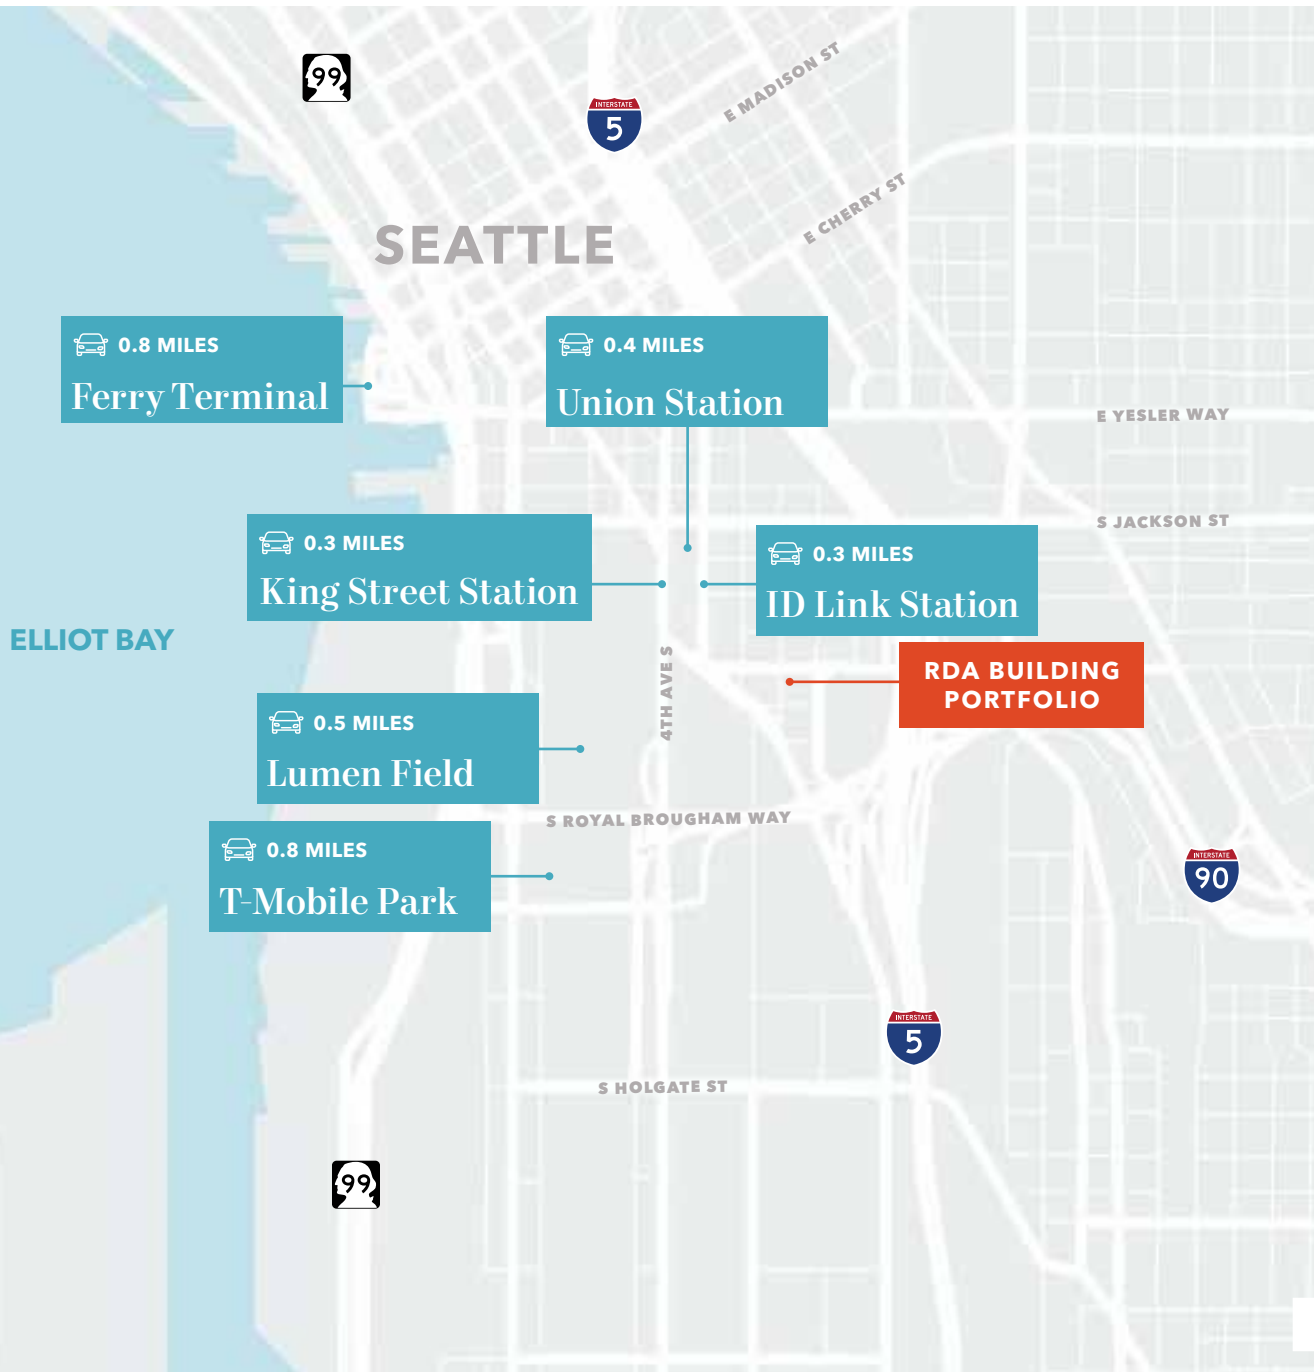 99
INTERSTATE
5
E MADISON ST
E CHERRY ST
SEATTLE
0.8 MILES
Ferry Terminal
0.4 MILES
Union Station
E YESLER WAY
S JACKSON ST
0.3 MILES
King Street Station
0.3 MILES
ID Link Station
ELLIOT BAY
RDA BUILDING
PORTFOLIO
4TH AVE S
0.5 MILES
Lumen Field
S ROYAL BROUGHAM WAY
0.8 MILES
T-Mobile Park
INTERSTATE
90
INTERSTATE
5
S HOLGATE ST
99